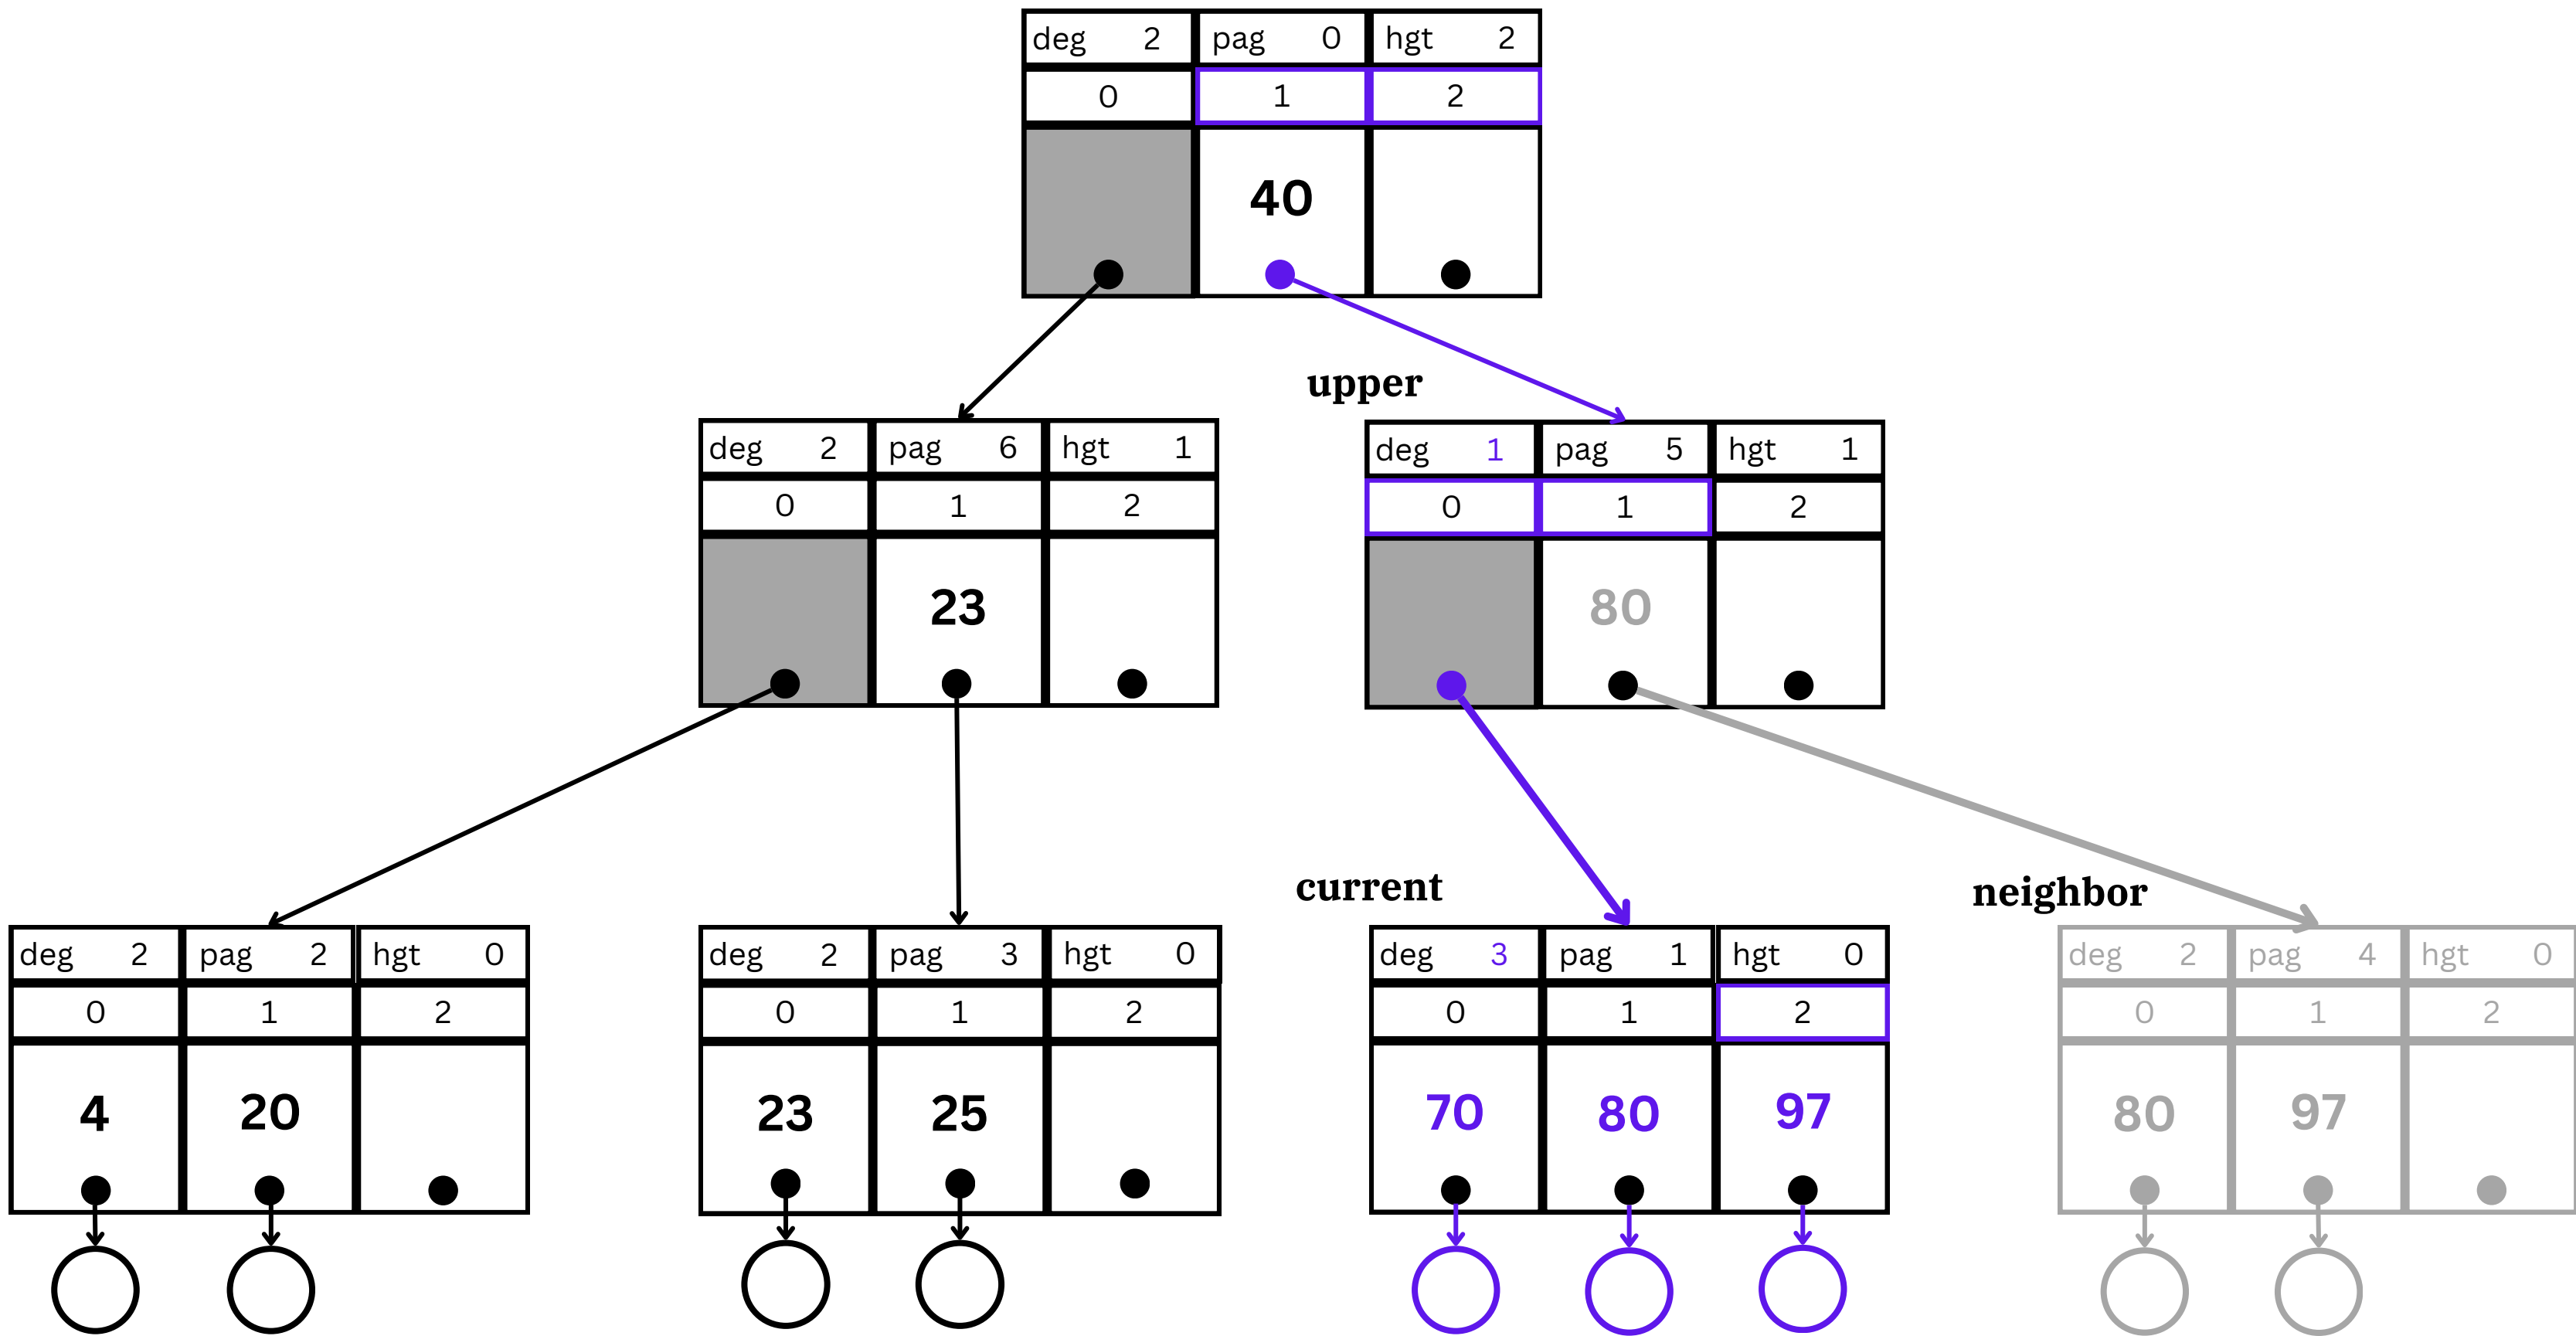 deg 2 pag 0 hgt 2
0 1 2
40
upper
deg 2 pag 6 hgt 1
0 1 2
23
deg 1 pag 5 hgt 1
0 1 2
80
current
neighbor
deg 2 pag 2 hgt 0
0 1 2
4 20
deg 2 pag 3 hgt 0
0 1 2
23 25
deg 3 pag 1 hgt 0
0 1 2
70 80 97
deg 2 pag 4 hgt 0
0 1 2
80 97